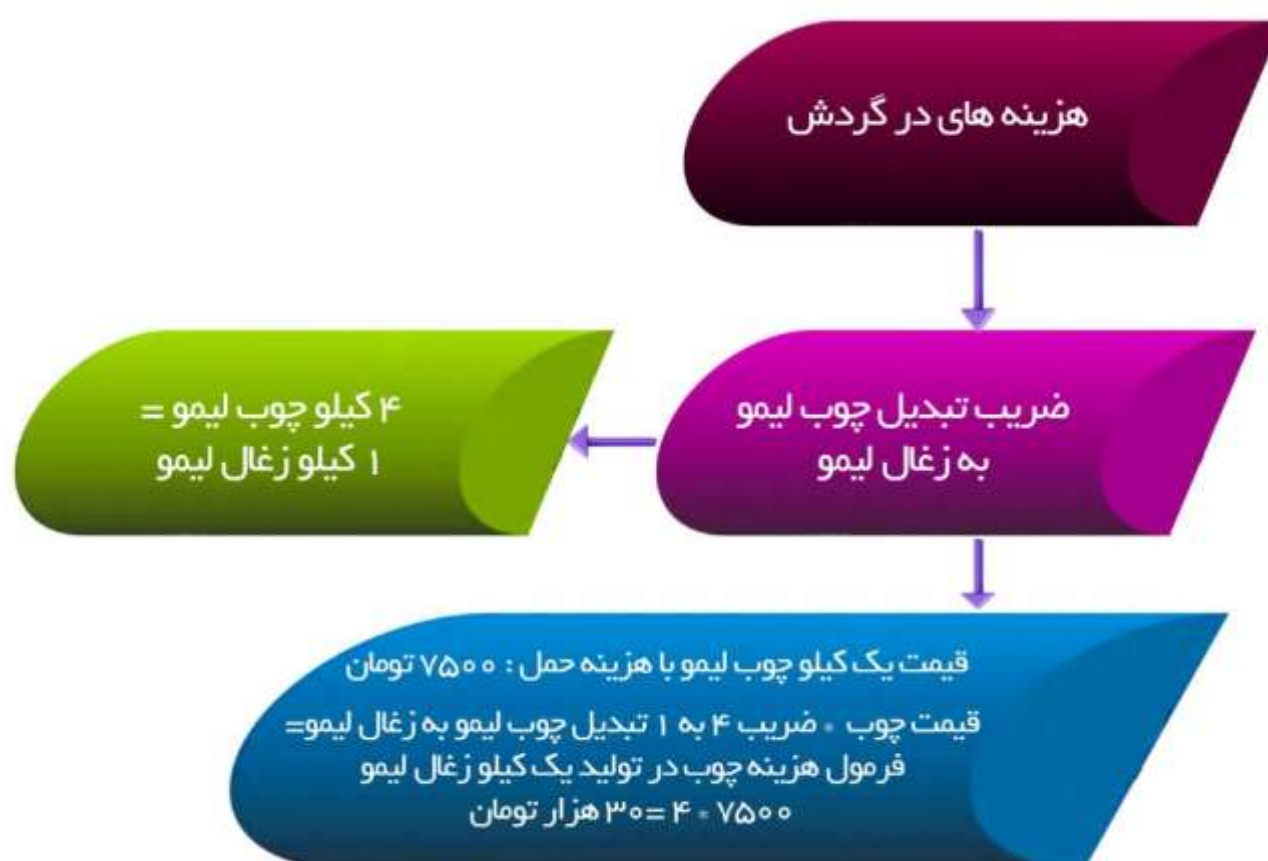 هزینه های در گردش
ضریب تبدیل چوب لیمو
به زغال لیمو
۴ کیلو چوب لیمو =
۱ کیلو زغال لیمو
قیمت یک کیلو چوب لیمو با هزینه حمل : ۷۵۰۰ تومان
قیمت چوب * ضریب ۴ به ۱ تبدیل چوب لیمو به زغال لیمو=
فرمول هزینه چوب در تولید یک کیلو زغال لیمو
۷۵۰۰ * ۴ =۳۰ هزار تومان